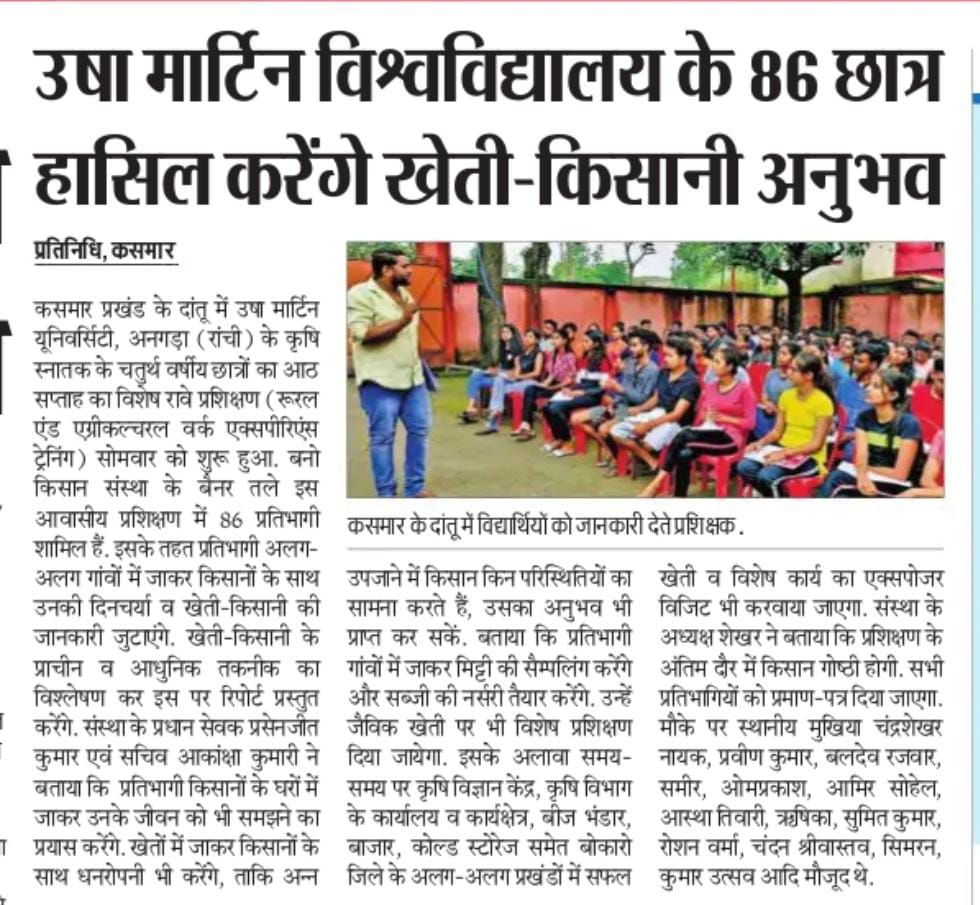 उषा मार्टिन विश्वविद्यालय के 86 छात्र
हासिल करेंगे खेती-किसानी अनुभव
प्रतिनिधि, कसमार
कसमार प्रखंड के दांतू में उषा मार्टिन
यूनिवर्सिटी, अनगड़ा (रांची) के कृषि
स्नातक के चतुर्थ वर्षीय छात्रों का आठ
सप्ताह का विशेष रावे प्रशिक्षण (रूरल
एंड एग्रीकल्चरल वर्क एक्सपीरिएंस
ट्रेनिंग) सोमवार को शुरू हुआ. बनो
किसान संस्था के बैनर तले इस
आवासीय प्रशिक्षण में 86 प्रतिभागी
शामिल हैं. इसके तहत प्रतिभागी अलग-
अलग गांवों में जाकर किसानों के साथ
उनकी दिनचर्या व खेती-किसानी की
जानकारी जुटाएंगे. खेती-किसानी के
प्राचीन व आधुनिक तकनीक का
विश्लेषण कर इस पर रिपोर्ट प्रस्तुत
करेंगे. संस्था के प्रधान सेवक प्रसेनजीत
कुमार एवं सचिव आकांक्षा कुमारी ने
बताया कि प्रतिभागी किसानों के घरों में
जाकर उनके जीवन को भी समझने का
प्रयास करेंगे. खेतों में जाकर किसानों के
साथ धनरोपनी भी करेंगे, ताकि अन्न
कसमार के दांतू में विद्यार्थियों को जानकारी देते प्रशिक्षक.
उपजाने में किसान किन परिस्थितियों का
सामना करते हैं, उसका अनुभव भी
प्राप्त कर सकें. बताया कि प्रतिभागी
गांवों में जाकर मिट्टी की सैम्पलिंग करेंगे
और सब्जी की नर्सरी तैयार करेंगे. उन्हें
जैविक खेती पर भी विशेष प्रशिक्षण
दिया जायेगा. इसके अलावा समय-
समय पर कृषि विज्ञान केंद्र, कृषि विभाग
के कार्यालय व कार्यक्षेत्र, बीज भंडार,
बाजार, कोल्ड स्टोरेज समेत बोकारो
जिले के अलग-अलग प्रखंडों में सफल
खेती व विशेष कार्य का एक्सपोजर
विजिट भी करवाया जाएगा. संस्था के
अध्यक्ष शेखर ने बताया कि प्रशिक्षण के
अंतिम दौर में किसान गोष्ठी होगी. सभी
प्रतिभागियों को प्रमाण-पत्र दिया जाएगा.
मौके पर स्थानीय मुखिया चंद्रशेखर
नायक, प्रवीण कुमार, बलदेव रजवार,
समीर, ओमप्रकाश, आमिर सोहेल,
आस्था तिवारी, ऋषिका, सुमित कुमार,
रोशन वर्मा, चंदन श्रीवास्तव, सिमरन,
कुमार उत्सव आदि मौजूद थे.